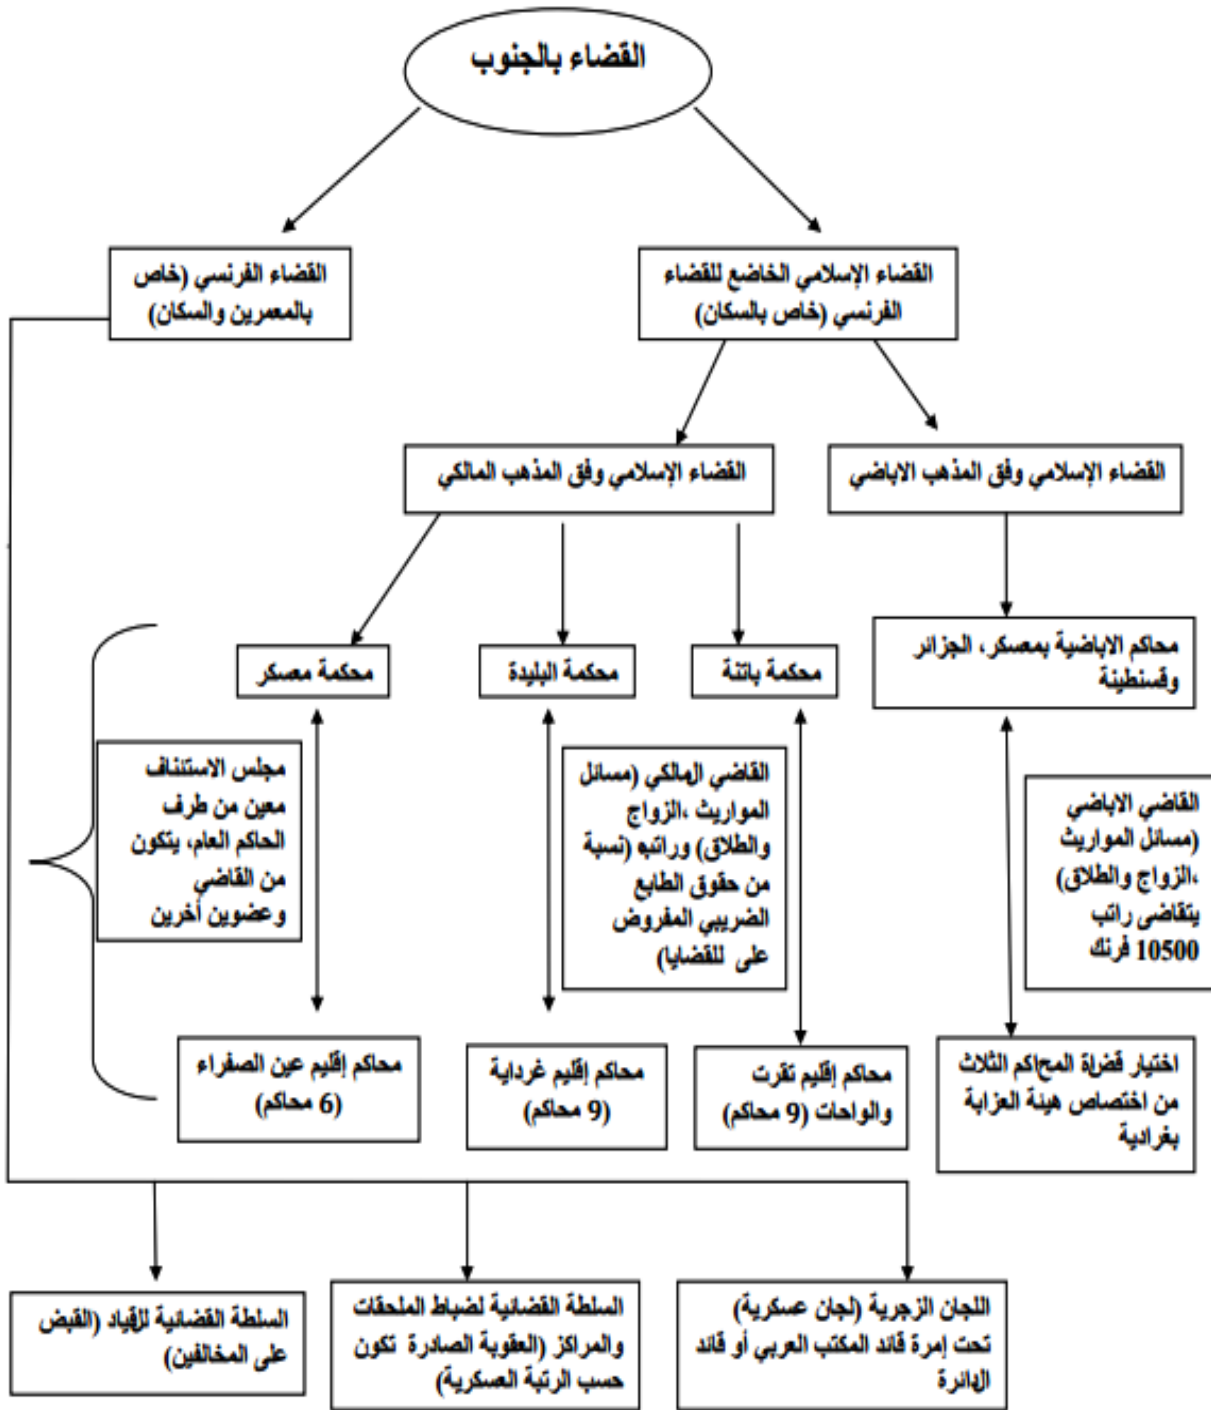 القضاء بالجنوب
القضاء الإسلامي الخاضع للقضاء
الفرنسي (خاص بالسكان)
القضاء الفرنسي (خاص
بالمعمرين والسكان)
القضاء الإسلامي وفق المذهب الاباضي
القضاء الإسلامي وفق المذهب المالكي
محاكم الاباضية بمعسكر، الجزائر
وقسنطينة
محكمة باتنة
محكمة البليدة
محكمة معسكر
القاضي الاباضي
(مسائل المواريث
،الزواج والطلاق)
يتقاضى راتب
10500 فرنك
القاضي المالكي (مسائل
المواريث ،الزواج
والطلاق) وراتبه (نسبة
من حقوق الطابع
الضريبي المفروض
على للقضايا)
مجلس الاستئناف
معين من طرف
الحاكم العام، يتكون
من القاضي
وعضوين أخرين
اختيار قضاة المحاكم الثلاث
من اختصاص هيئة العزابة
بغرادية
محاكم إقليم تقرت
والواحات (9 محاكم)
محاكم إقليم غرداية
(9 محاكم)
محاكم إقليم عين الصفراء
(6 محاكم)
اللجان الزجرية (لجان عسكرية)
تحت إمرة قائد المكتب العربي أو قائد
الدائرة
السلطة القضائية لضباط الملحقات
والمراكز (العقوبة الصادرة تكون
حسب الرتبة العسكرية)
السلطة القضائية للقياد (القبض
على المخالفين)